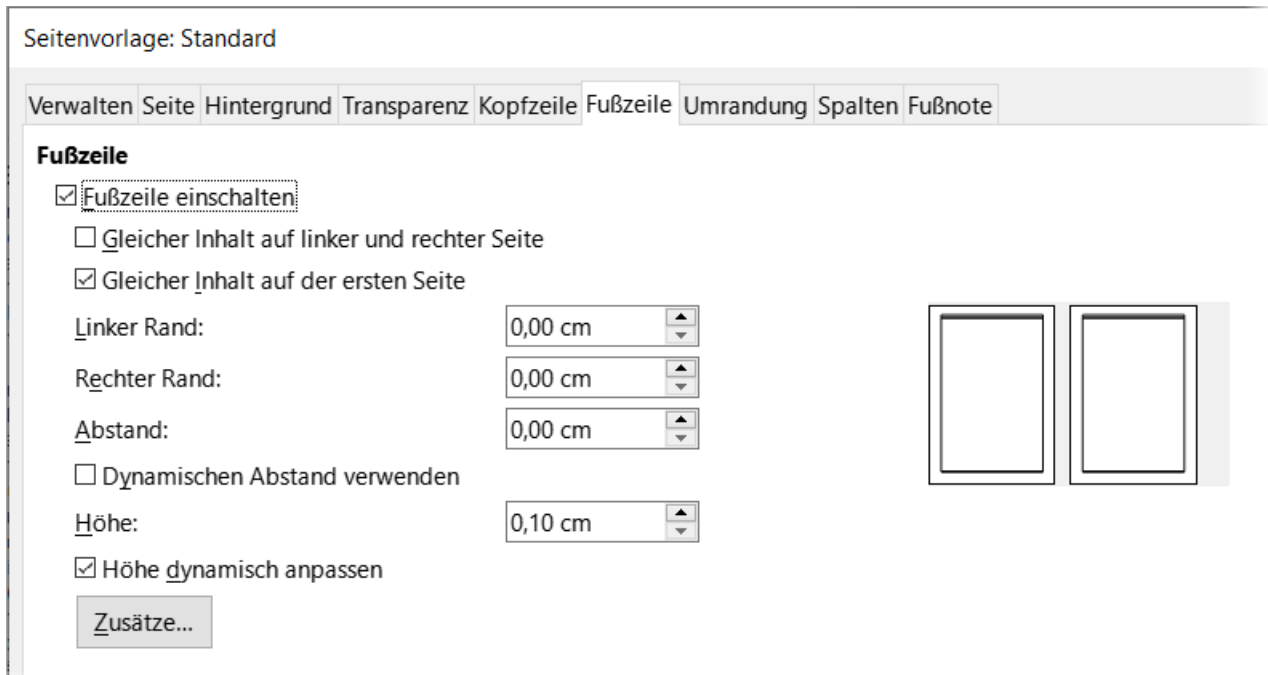 Seitenvorlage: Standard
Verwalten Seite Hintergrund Transparenz Kopfzeile Fußzeile Umrandung Spalten Fußnote
Fußzeile
Fußzeile einschalten
Gleicher Inhalt auf linker und rechter Seite
Gleicher Inhalt auf der ersten Seite
Linker Rand: 0,00 cm
Rechter Rand: 0,00 cm
Abstand: 0,00 cm
Dynamischen Abstand verwenden
Höhe: 0,10 cm
Höhe dynamisch anpassen
Zusätze...